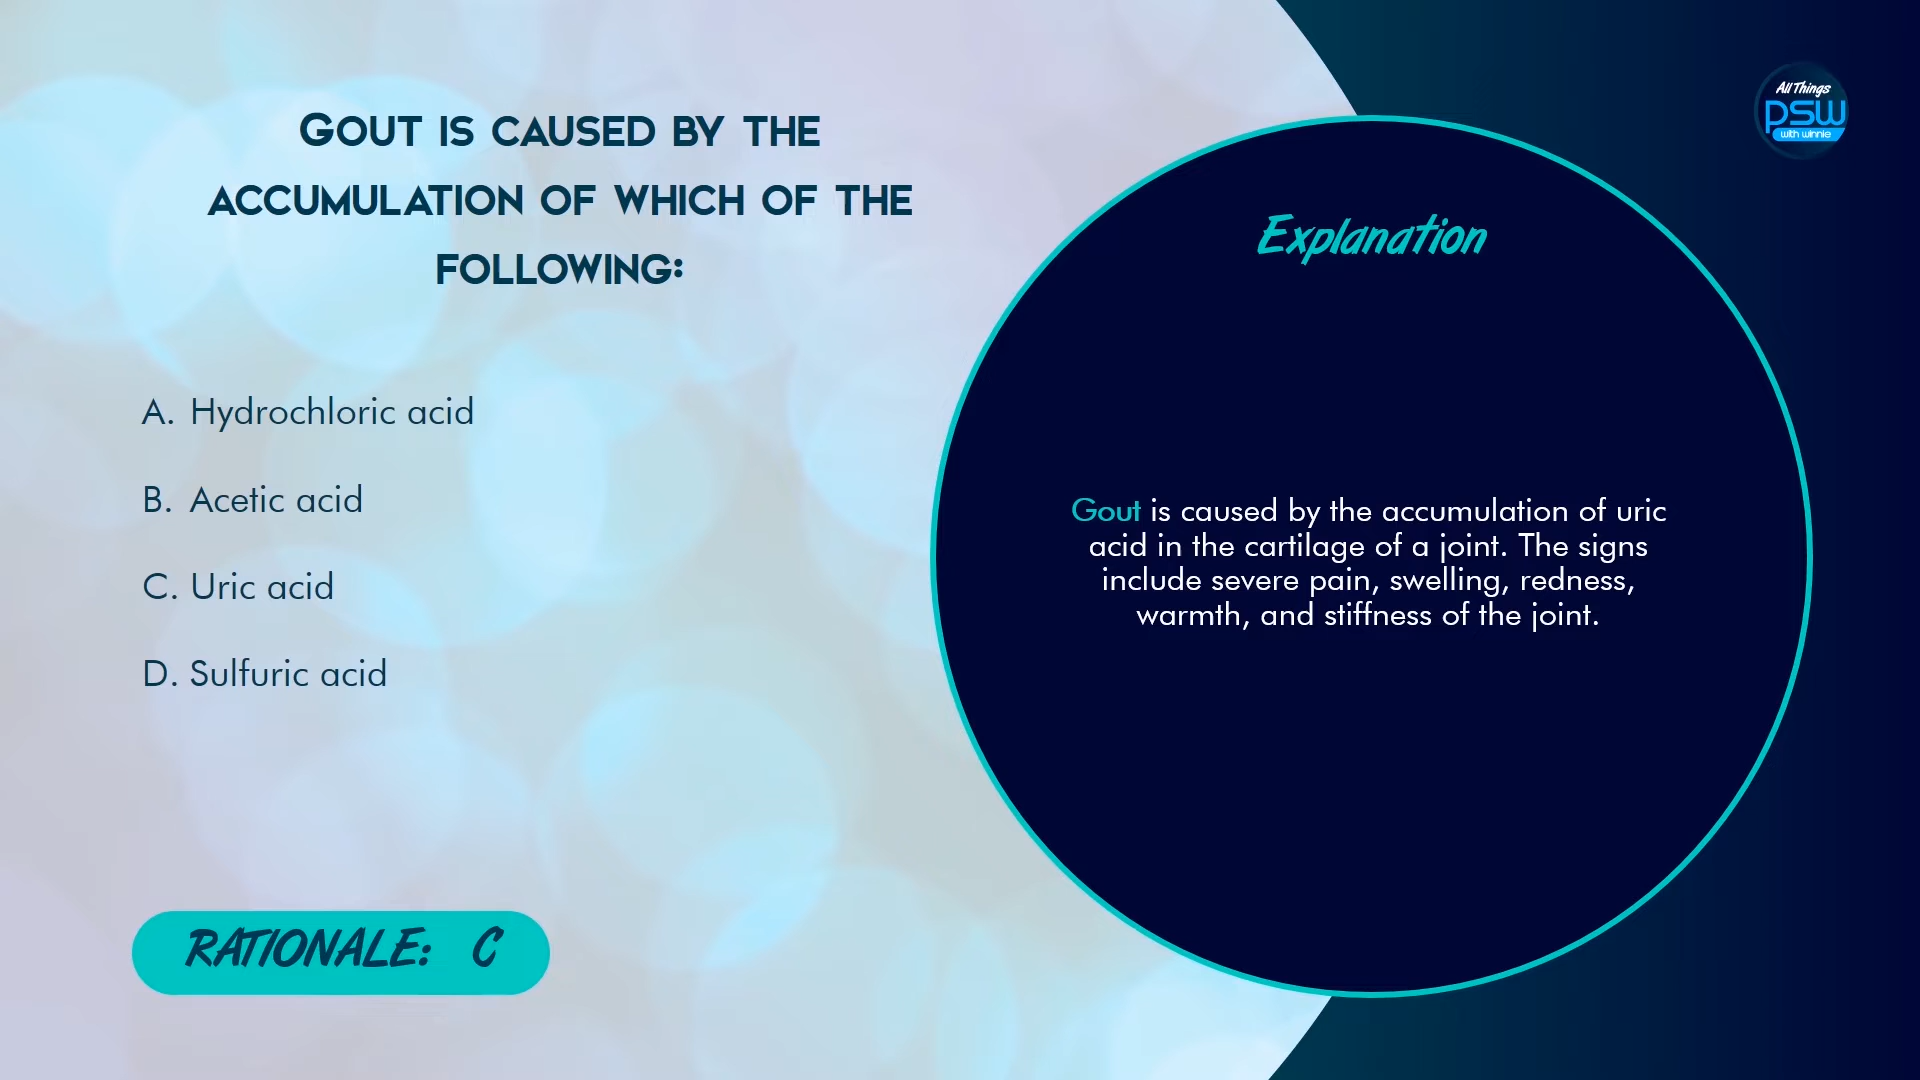 GOUT IS CAUSED BY THE
ACCUMULATION OF WHICH OF THE
FOLLOWING:
A. Hydrochloric acid
B. Acetic acid
C. Uric acid
D. Sulfuric acid
RATIONALE: C
All Things
PSW
with winnie
Explanation
Gout is caused by the accumulation of uric
acid in the cartilage of a joint. The signs
include severe pain, swelling, redness,
warmth, and stiffness of the joint.